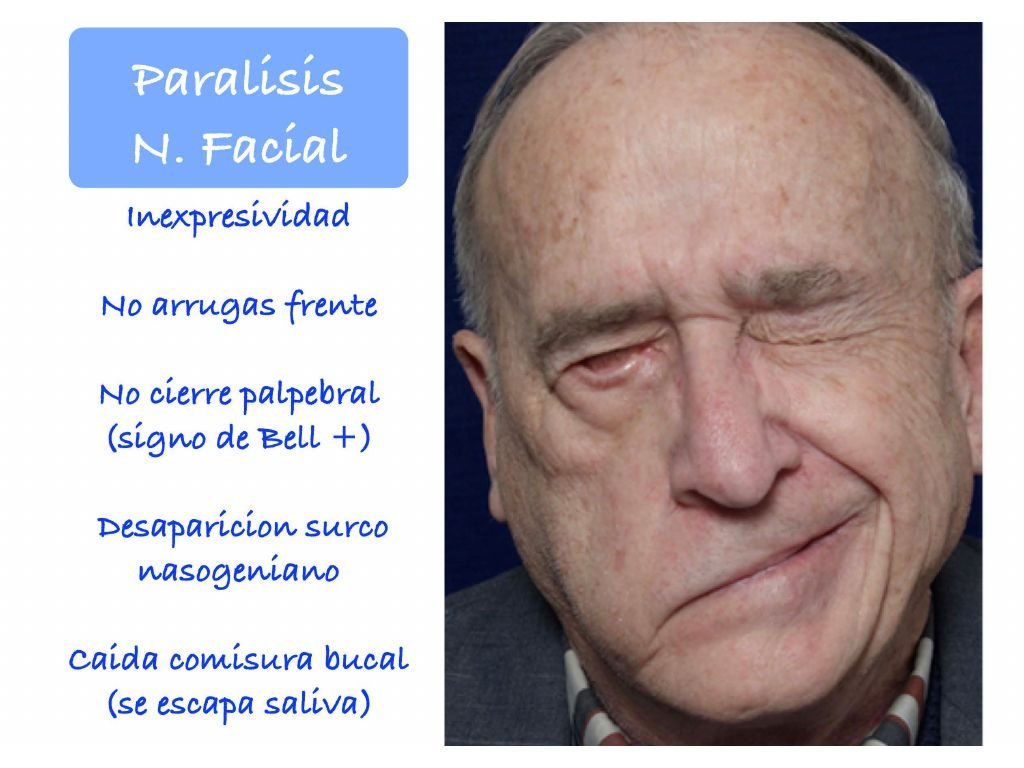 Paralisis
N. Facial
Inexpresividad
No arrugas frente
No cierre palpebral
(signo de Bell +)
Desaparicion surco
nasogeniano
Caida comisura bucal
(se escapa saliva)